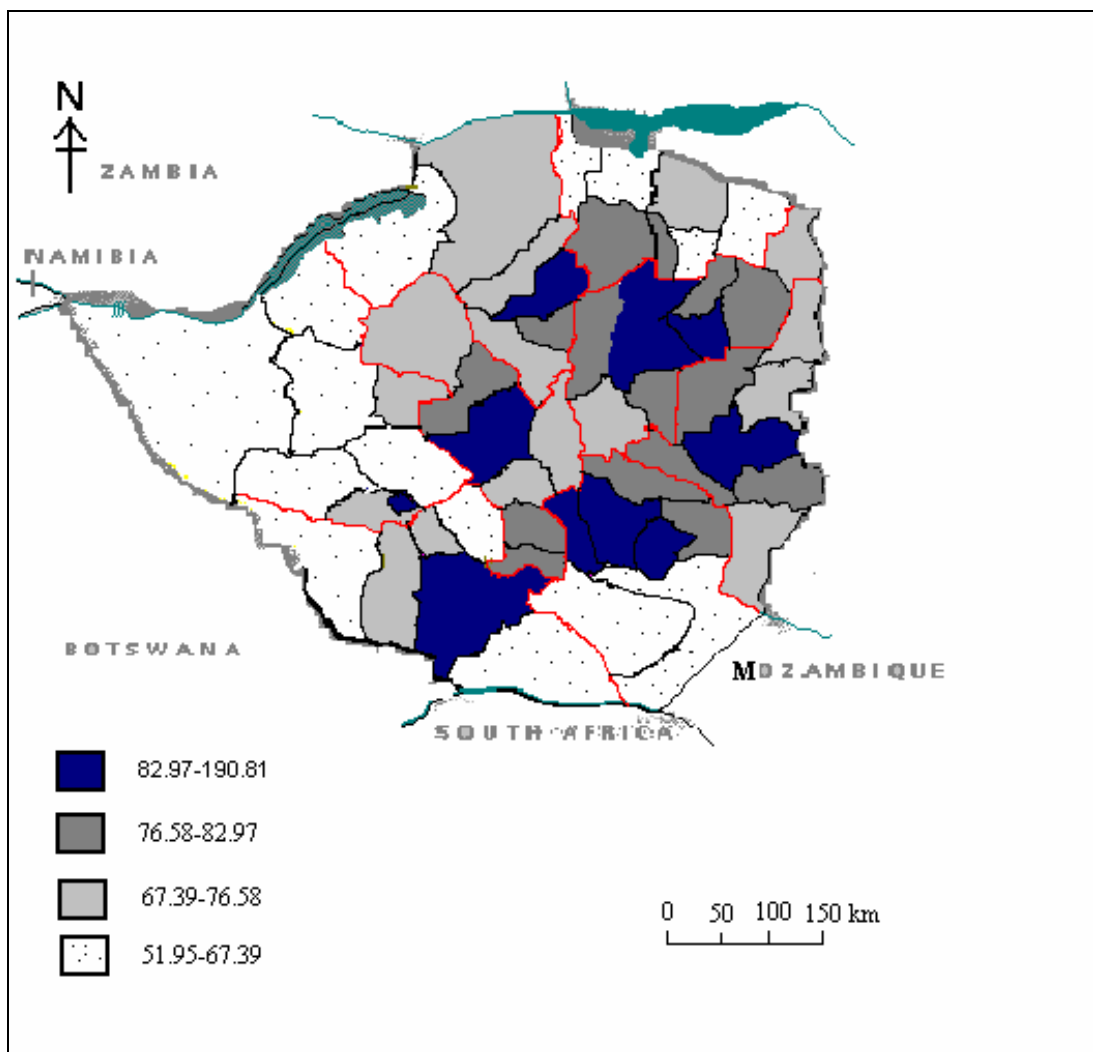 N
ZAMBIA
NAMIBIA
BOTSWANA
MOZAMBIQUE
SOUTH AFRICA
82.97-190.81
76.58-82.97
67.39-76.58
51.95-67.39
0 50 100 150 km